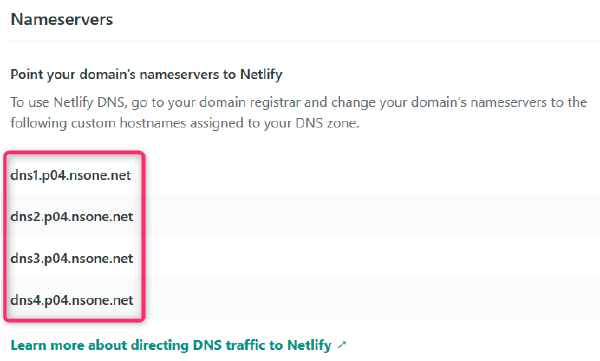 Nameservers
Point your domain’s nameservers to Netlify
To use Netlify DNS, go to your domain registrar and change your domain’s nameservers to the
following custom hostnames assigned to your DNS zone.
dns1.p04.nsone.net
dns2.p04.nsone.net
dns3.p04.nsone.net
dns4.p04.nsone.net
Learn more about directing DNS traffic to Netlify ↗